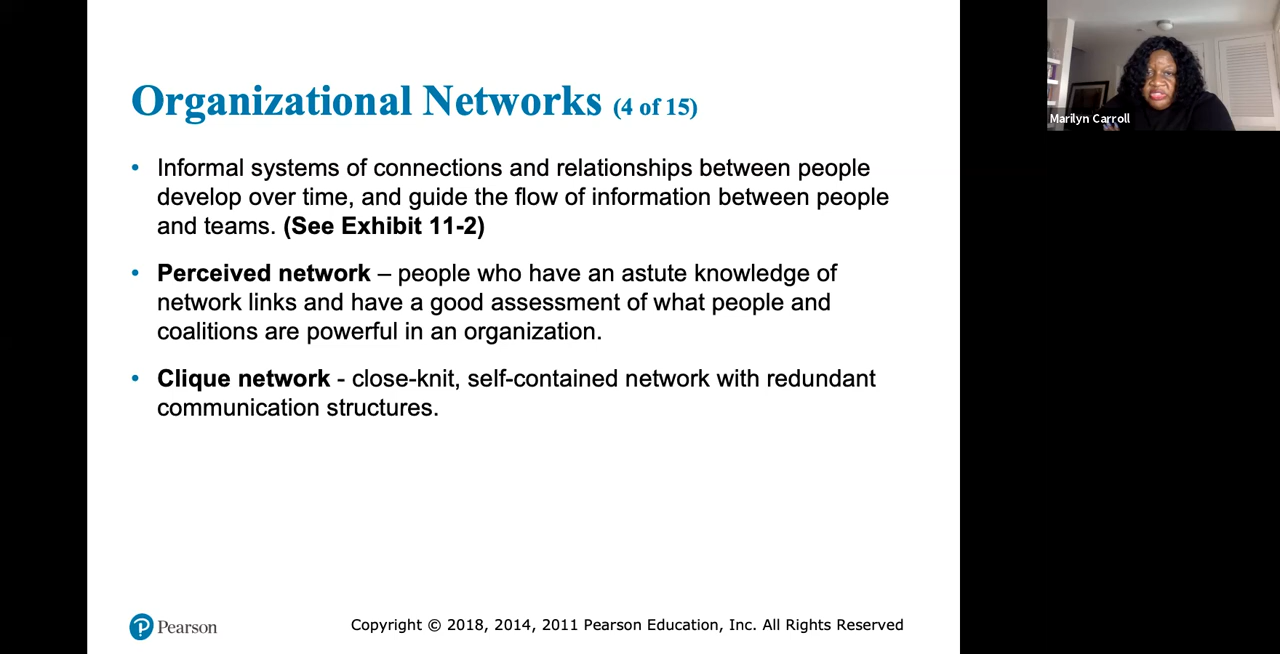 Organizational Networks (4 of 15)
• Informal systems of connections and relationships between people
develop over time, and guide the flow of information between people
and teams. (See Exhibit 11-2)
• Perceived network – people who have an astute knowledge of
network links and have a good assessment of what people and
coalitions are powerful in an organization.
• Clique network - close-knit, self-contained network with redundant
communication structures.
Pearson
Copyright © 2018, 2014, 2011 Pearson Education, Inc. All Rights Reserved
Marilyn Carroll